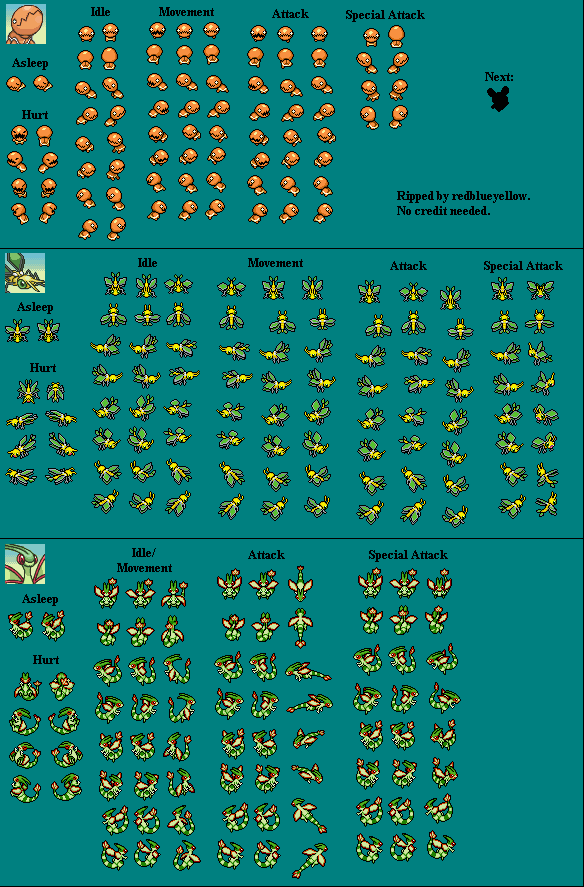 Idle
Movement
Attack
Special Attack
Asleep
Hurt
Next:
Ripped by redblueyellow.
No credit needed.
Idle
Movement
Attack
Special Attack
Asleep
Hurt
Idle/
Movement
Attack
Special Attack
Asleep
Hurt